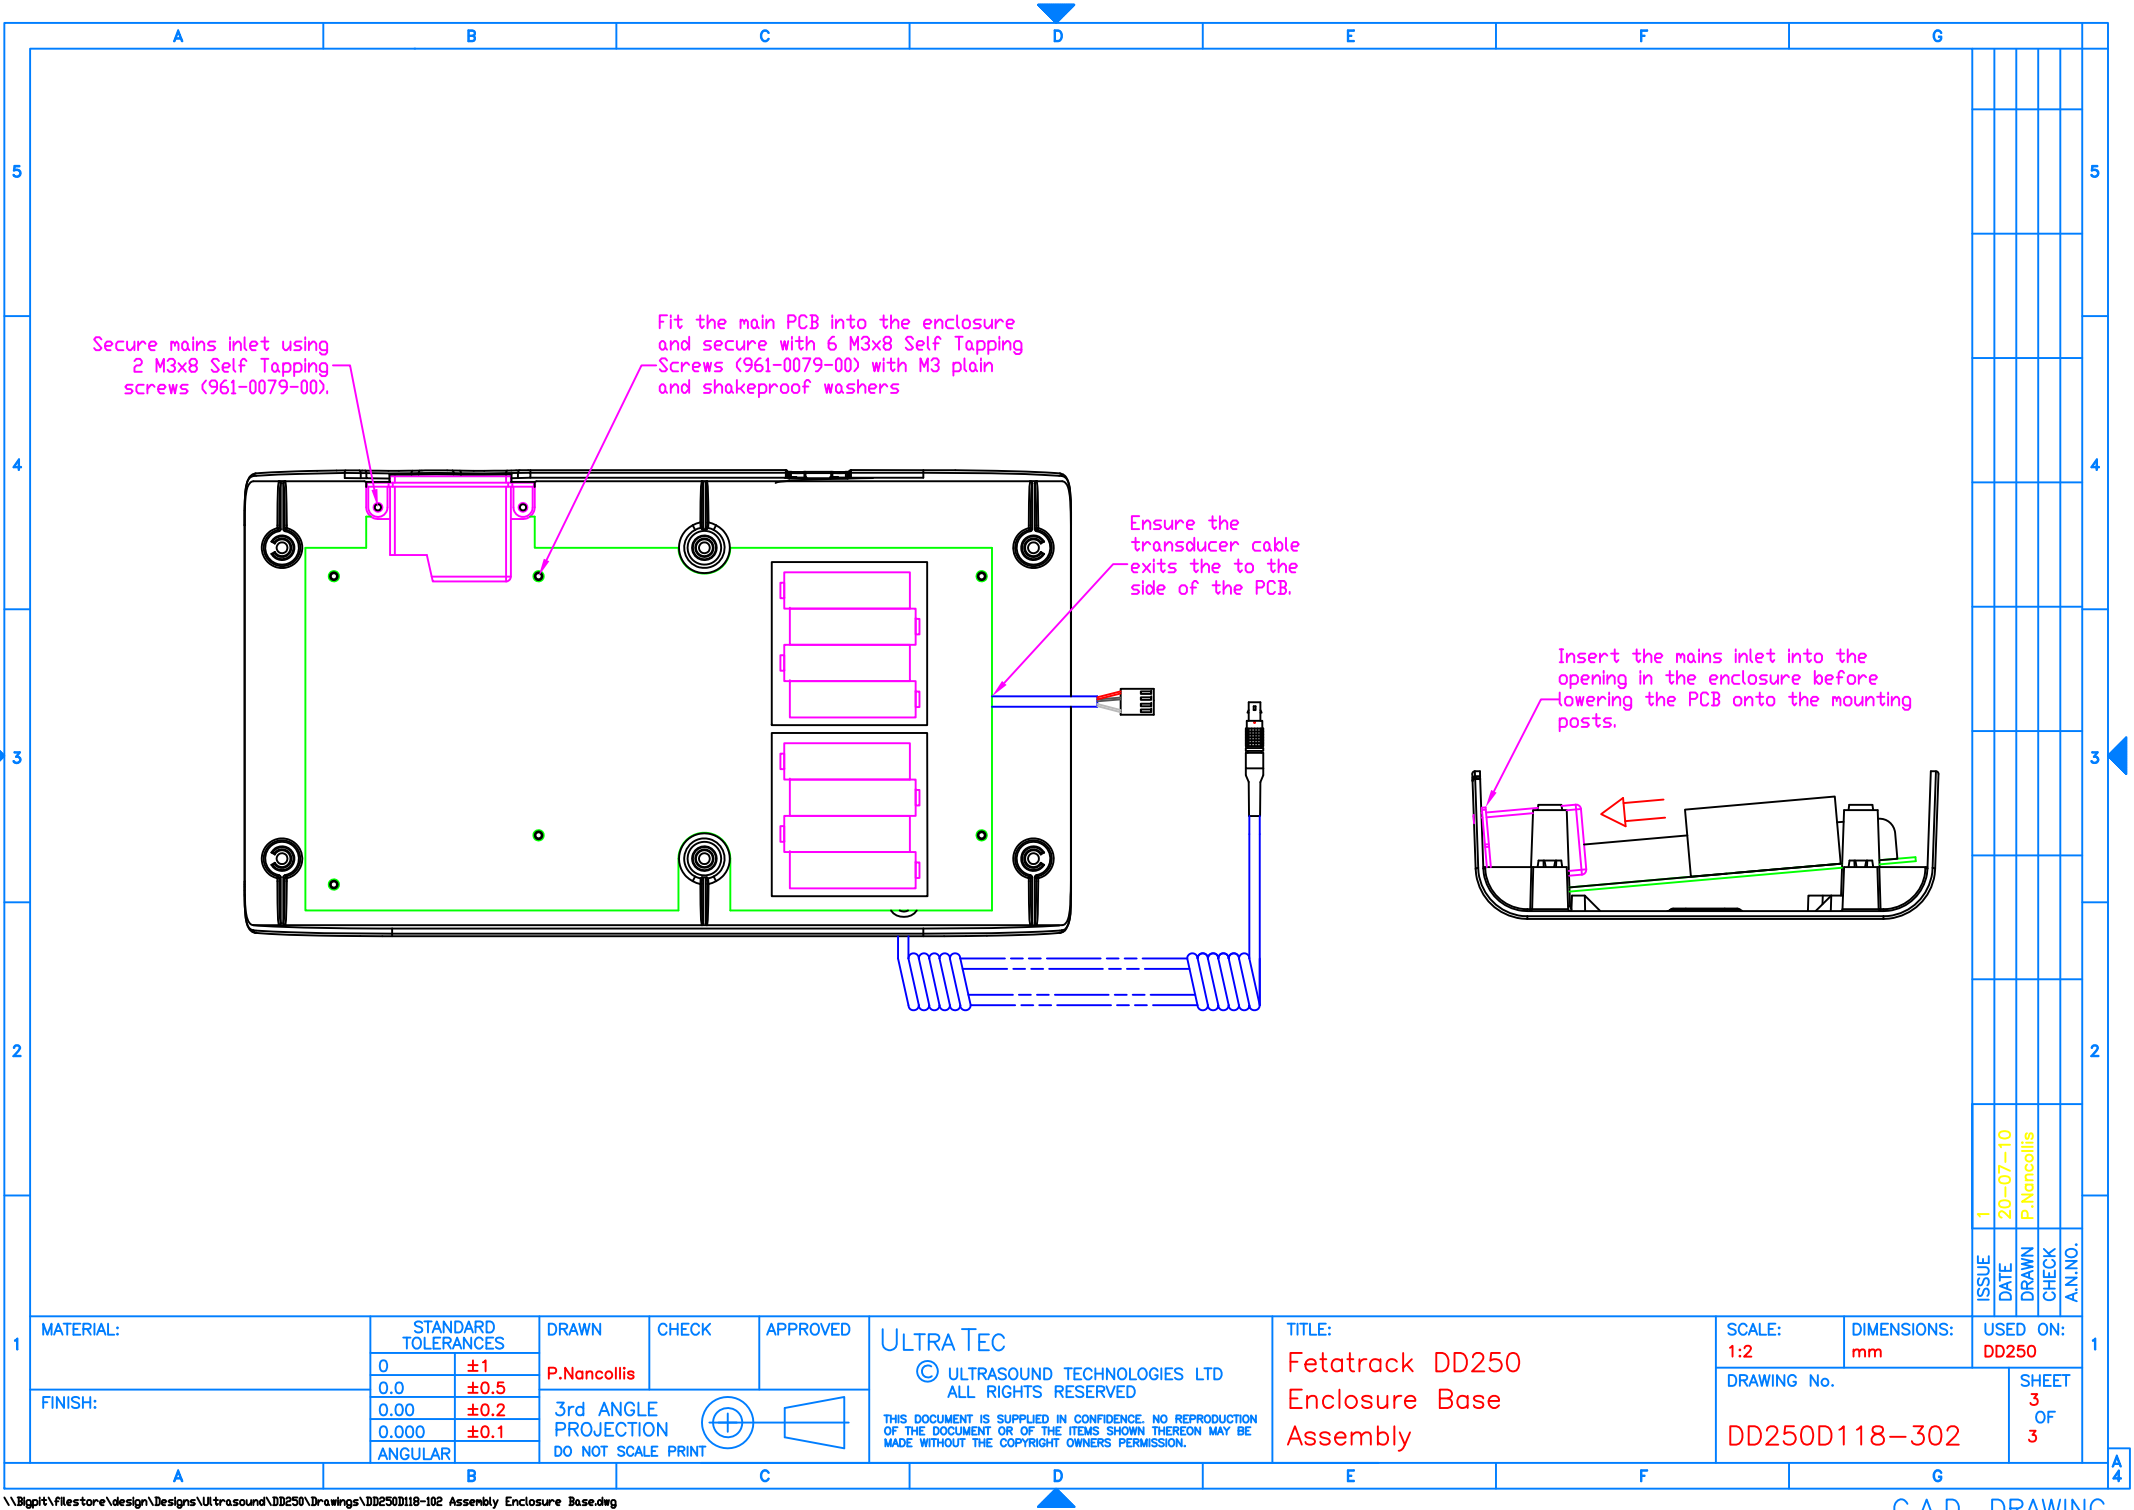 A B C D E F G
5 5
Fit the main PCB into the enclosure
and secure with 6 M3x8 Self Tapping
Screws (961-0079-00) with M3 plain
and shakeproof washers
Secure mains inlet using
2 M3x8 Self Tapping
screws (961-0079-00).
4 4
Ensure the
transducer cable
exits the to the
side of the PCB.
Insert the mains inlet into the
opening in the enclosure before
lowering the PCB onto the mounting
posts.
3 3
2 2
ISSUE 1
DATE 20-07-10
DRAWN P.Nancollis
CHECK
A.N.NO.
1 1
MATERIAL:
FINISH:
STANDARD
TOLERANCES
0 ±1
0.0 ±0.5
0.00 ±0.2
0.000 ±0.1
ANGULAR
DRAWN
P.Nancollis
CHECK
APPROVED
3rd ANGLE
PROJECTION
DO NOT SCALE PRINT
ULTRA TEC
© ULTRASOUND TECHNOLOGIES LTD
ALL RIGHTS RESERVED
THIS DOCUMENT IS SUPPLIED IN CONFIDENCE. NO REPRODUCTION
OF THE DOCUMENT OR OF THE ITEMS SHOWN THEREON MAY BE
MADE WITHOUT THE COPYRIGHT OWNERS PERMISSION.
TITLE:
Fetatrack DD250
Enclosure Base
Assembly
SCALE:
1:2
DIMENSIONS:
mm
USED ON:
DD250
DRAWING No.
DD250D118-302
SHEET
3
OF
3
A B C D E F G
A
4
\\Bigpit\filestore\design\Designs\Ultrasound\DD250\Drawings\DD250D118-102 Assembly Enclosure Base.dwg
C.A.D. DRAWING